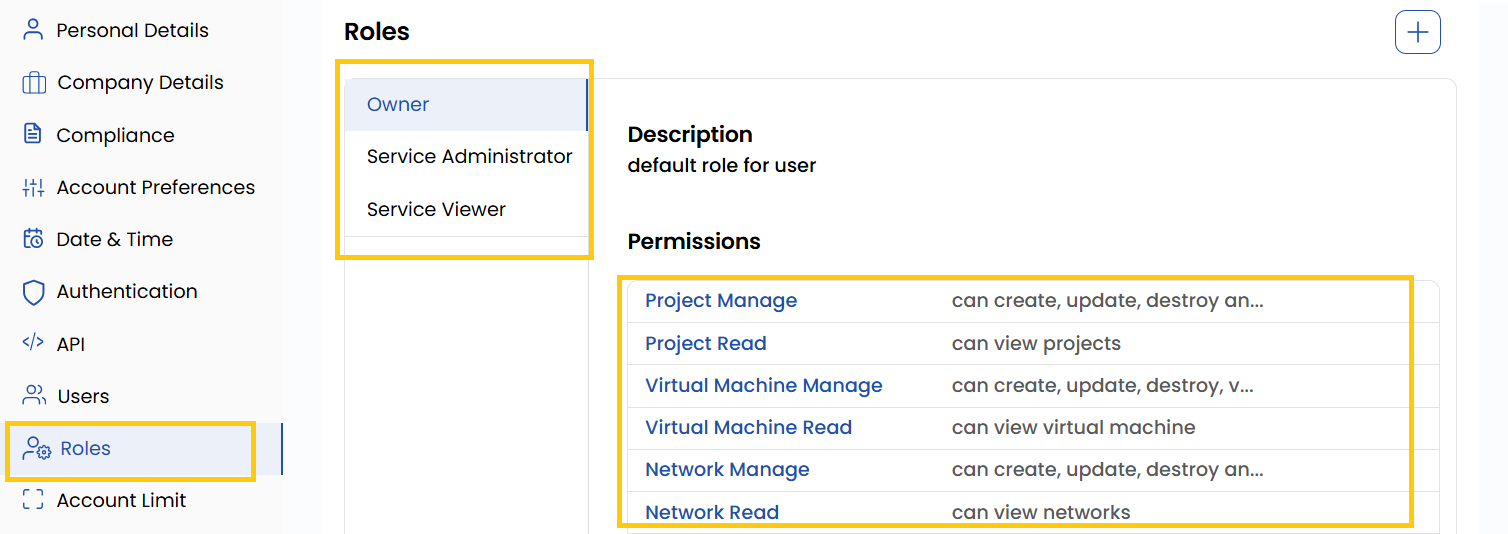 Personal Details
Company Details
Compliance
Account Preferences
Date & Time
Authentication
API
Users
Roles
Account Limit
Roles
Owner
Service Administrator
Service Viewer
Description
default role for user
Permissions
Project Manage can create, update, destroy an...
Project Read can view projects
Virtual Machine Manage can create, update, destroy, v...
Virtual Machine Read can view virtual machine
Network Manage can create, update, destroy an...
Network Read can view networks